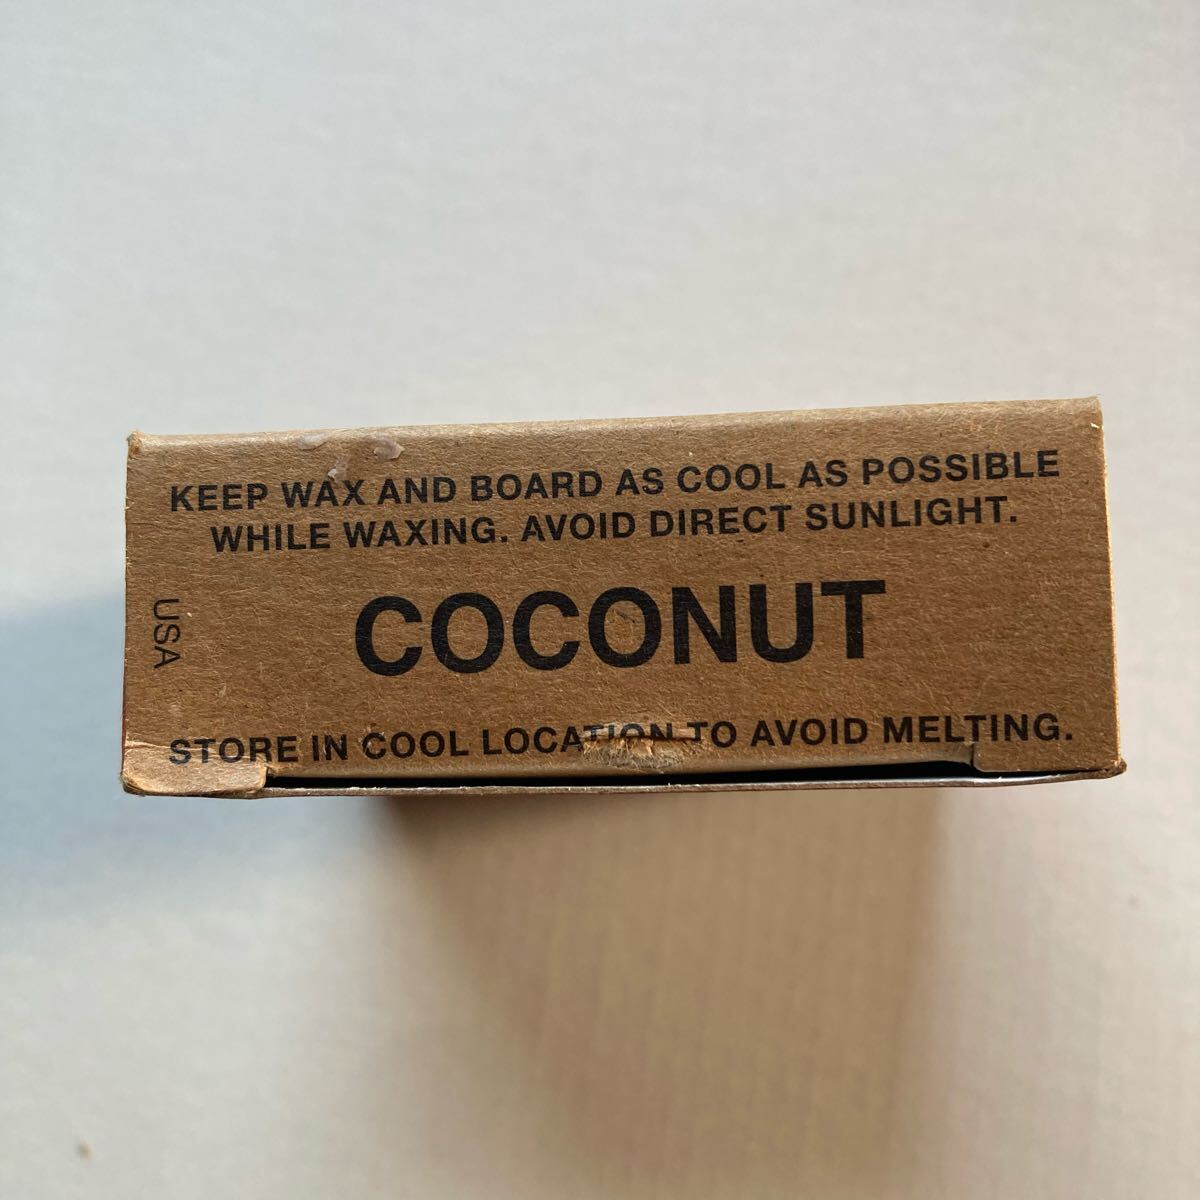 KEEP WAX AND BOARD AS COOL AS POSSIBLE
WHILE WAXING. AVOID DIRECT SUNLIGHT.
USA
COCONUT
STORE IN COOL LOCATION TO AVOID MELTING.